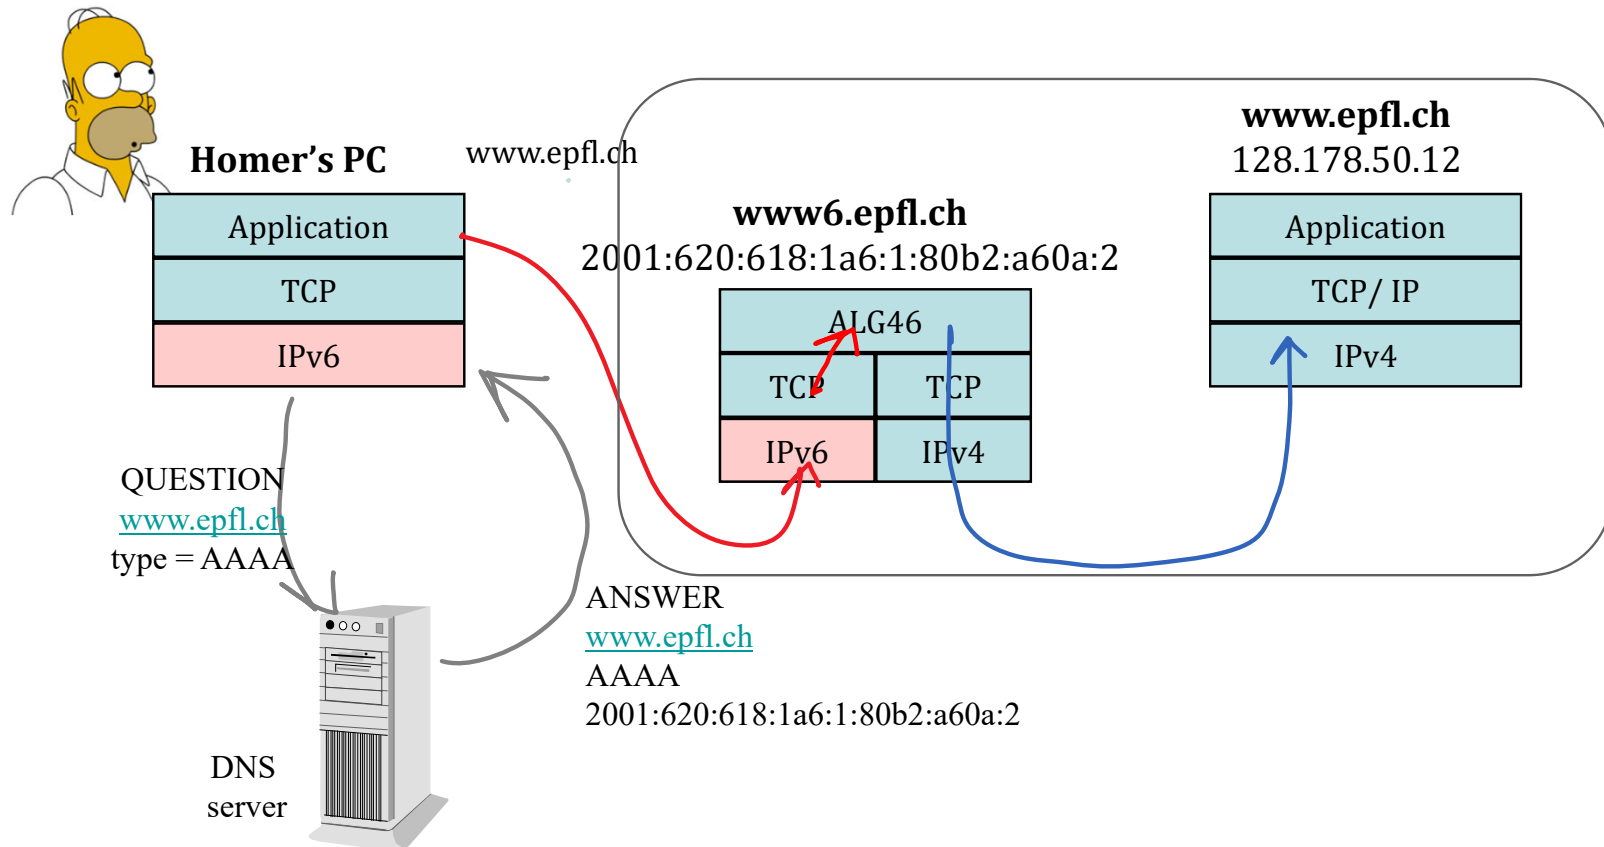 Homer's PC
www.epfl.ch
Application
TCP
IPv6
www6.epfl.ch
2001:620:618:1a6:1:80b2:a60a:2
ALG46
TCP
TCP
IPv6
IPv4
www.epfl.ch
128.178.50.12
Application
TCP/ IP
IPv4
QUESTION
www.epfl.ch
type = AAAA
ANSWER
www.epfl.ch
AAAA
2001:620:618:1a6:1:80b2:a60a:2
DNS
server